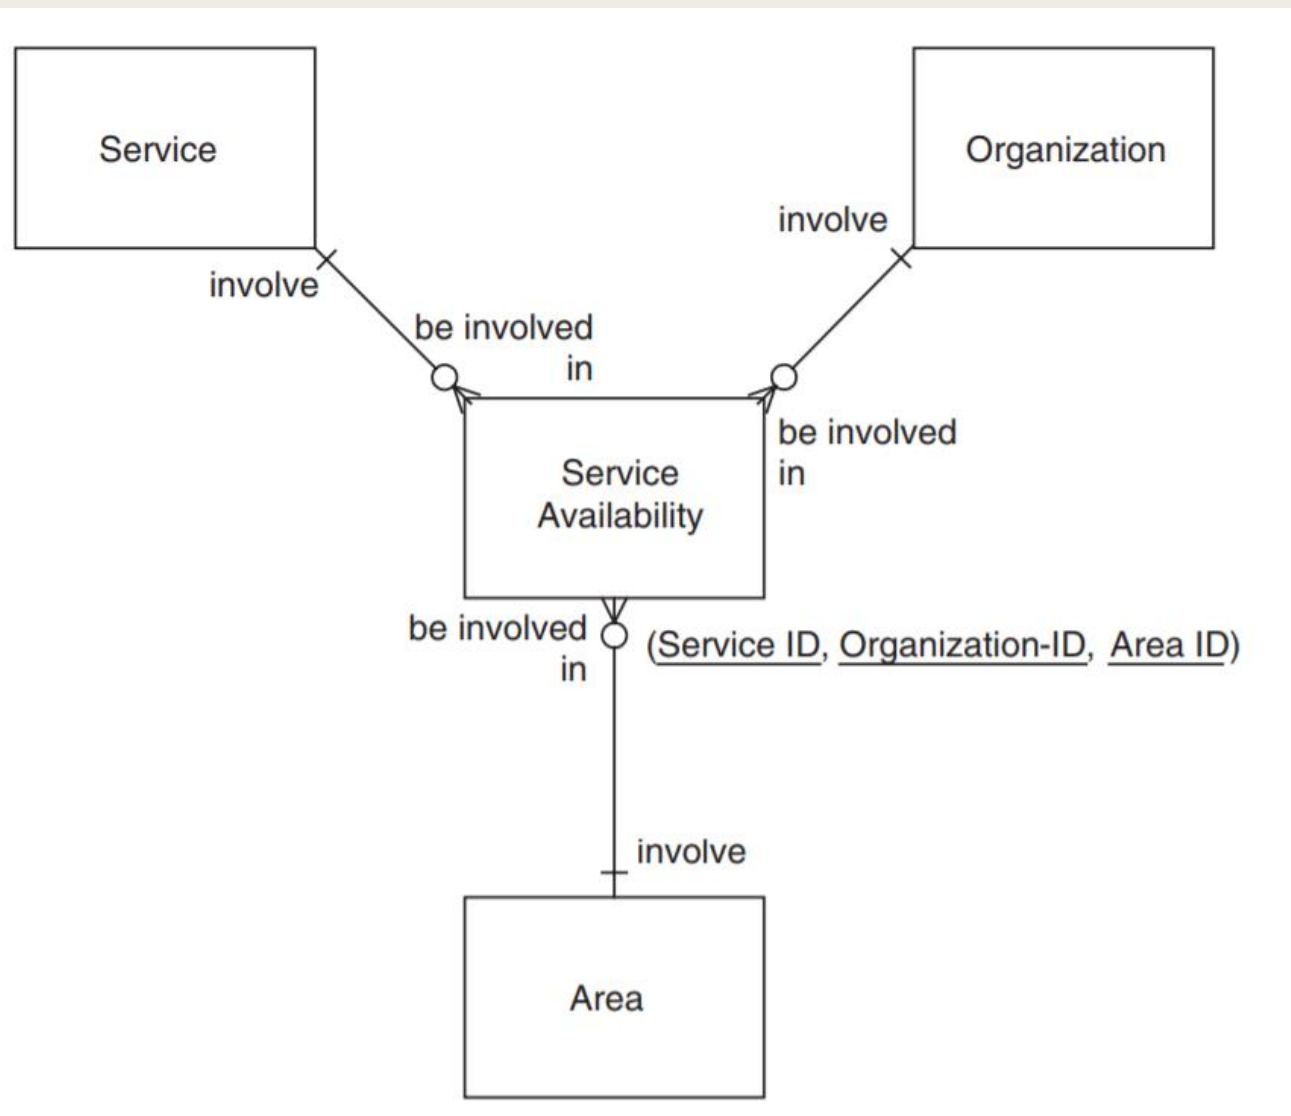 Service
Organization
involve
involve
be involved
in
be involved
in
Service
Availability
be involved
in
(Service ID, Organization-ID, Area ID)
involve
Area